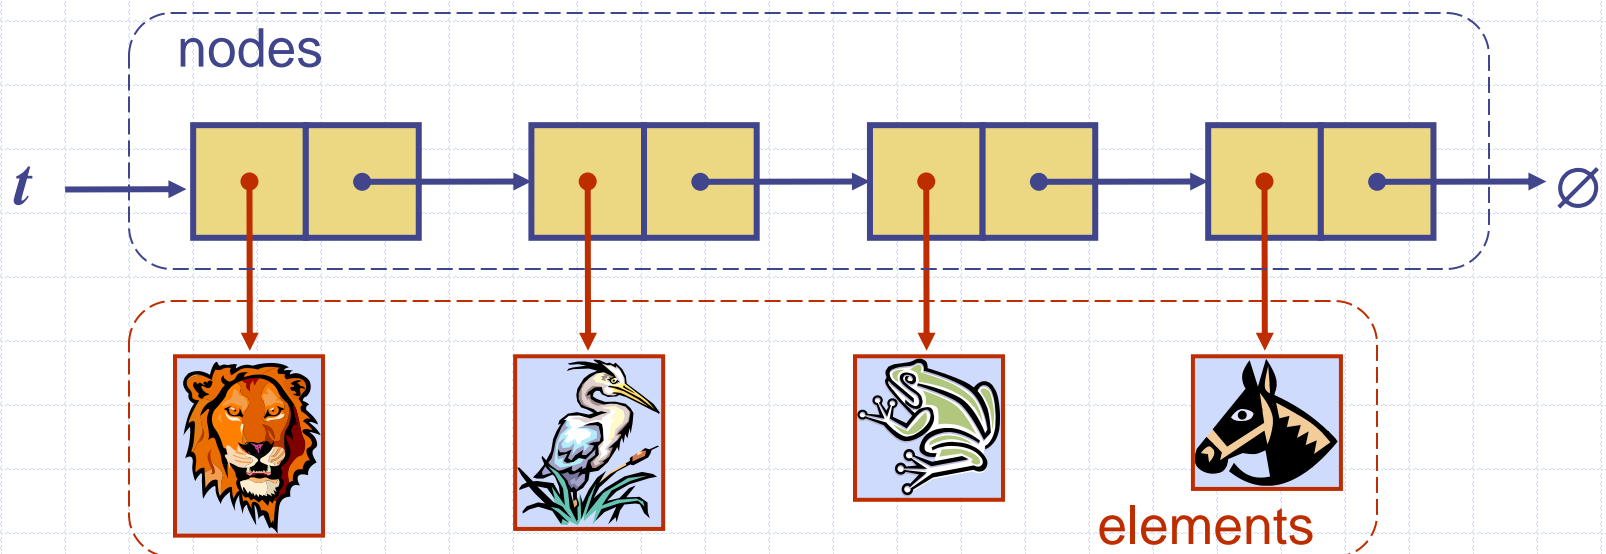 nodes
t
∅
elements